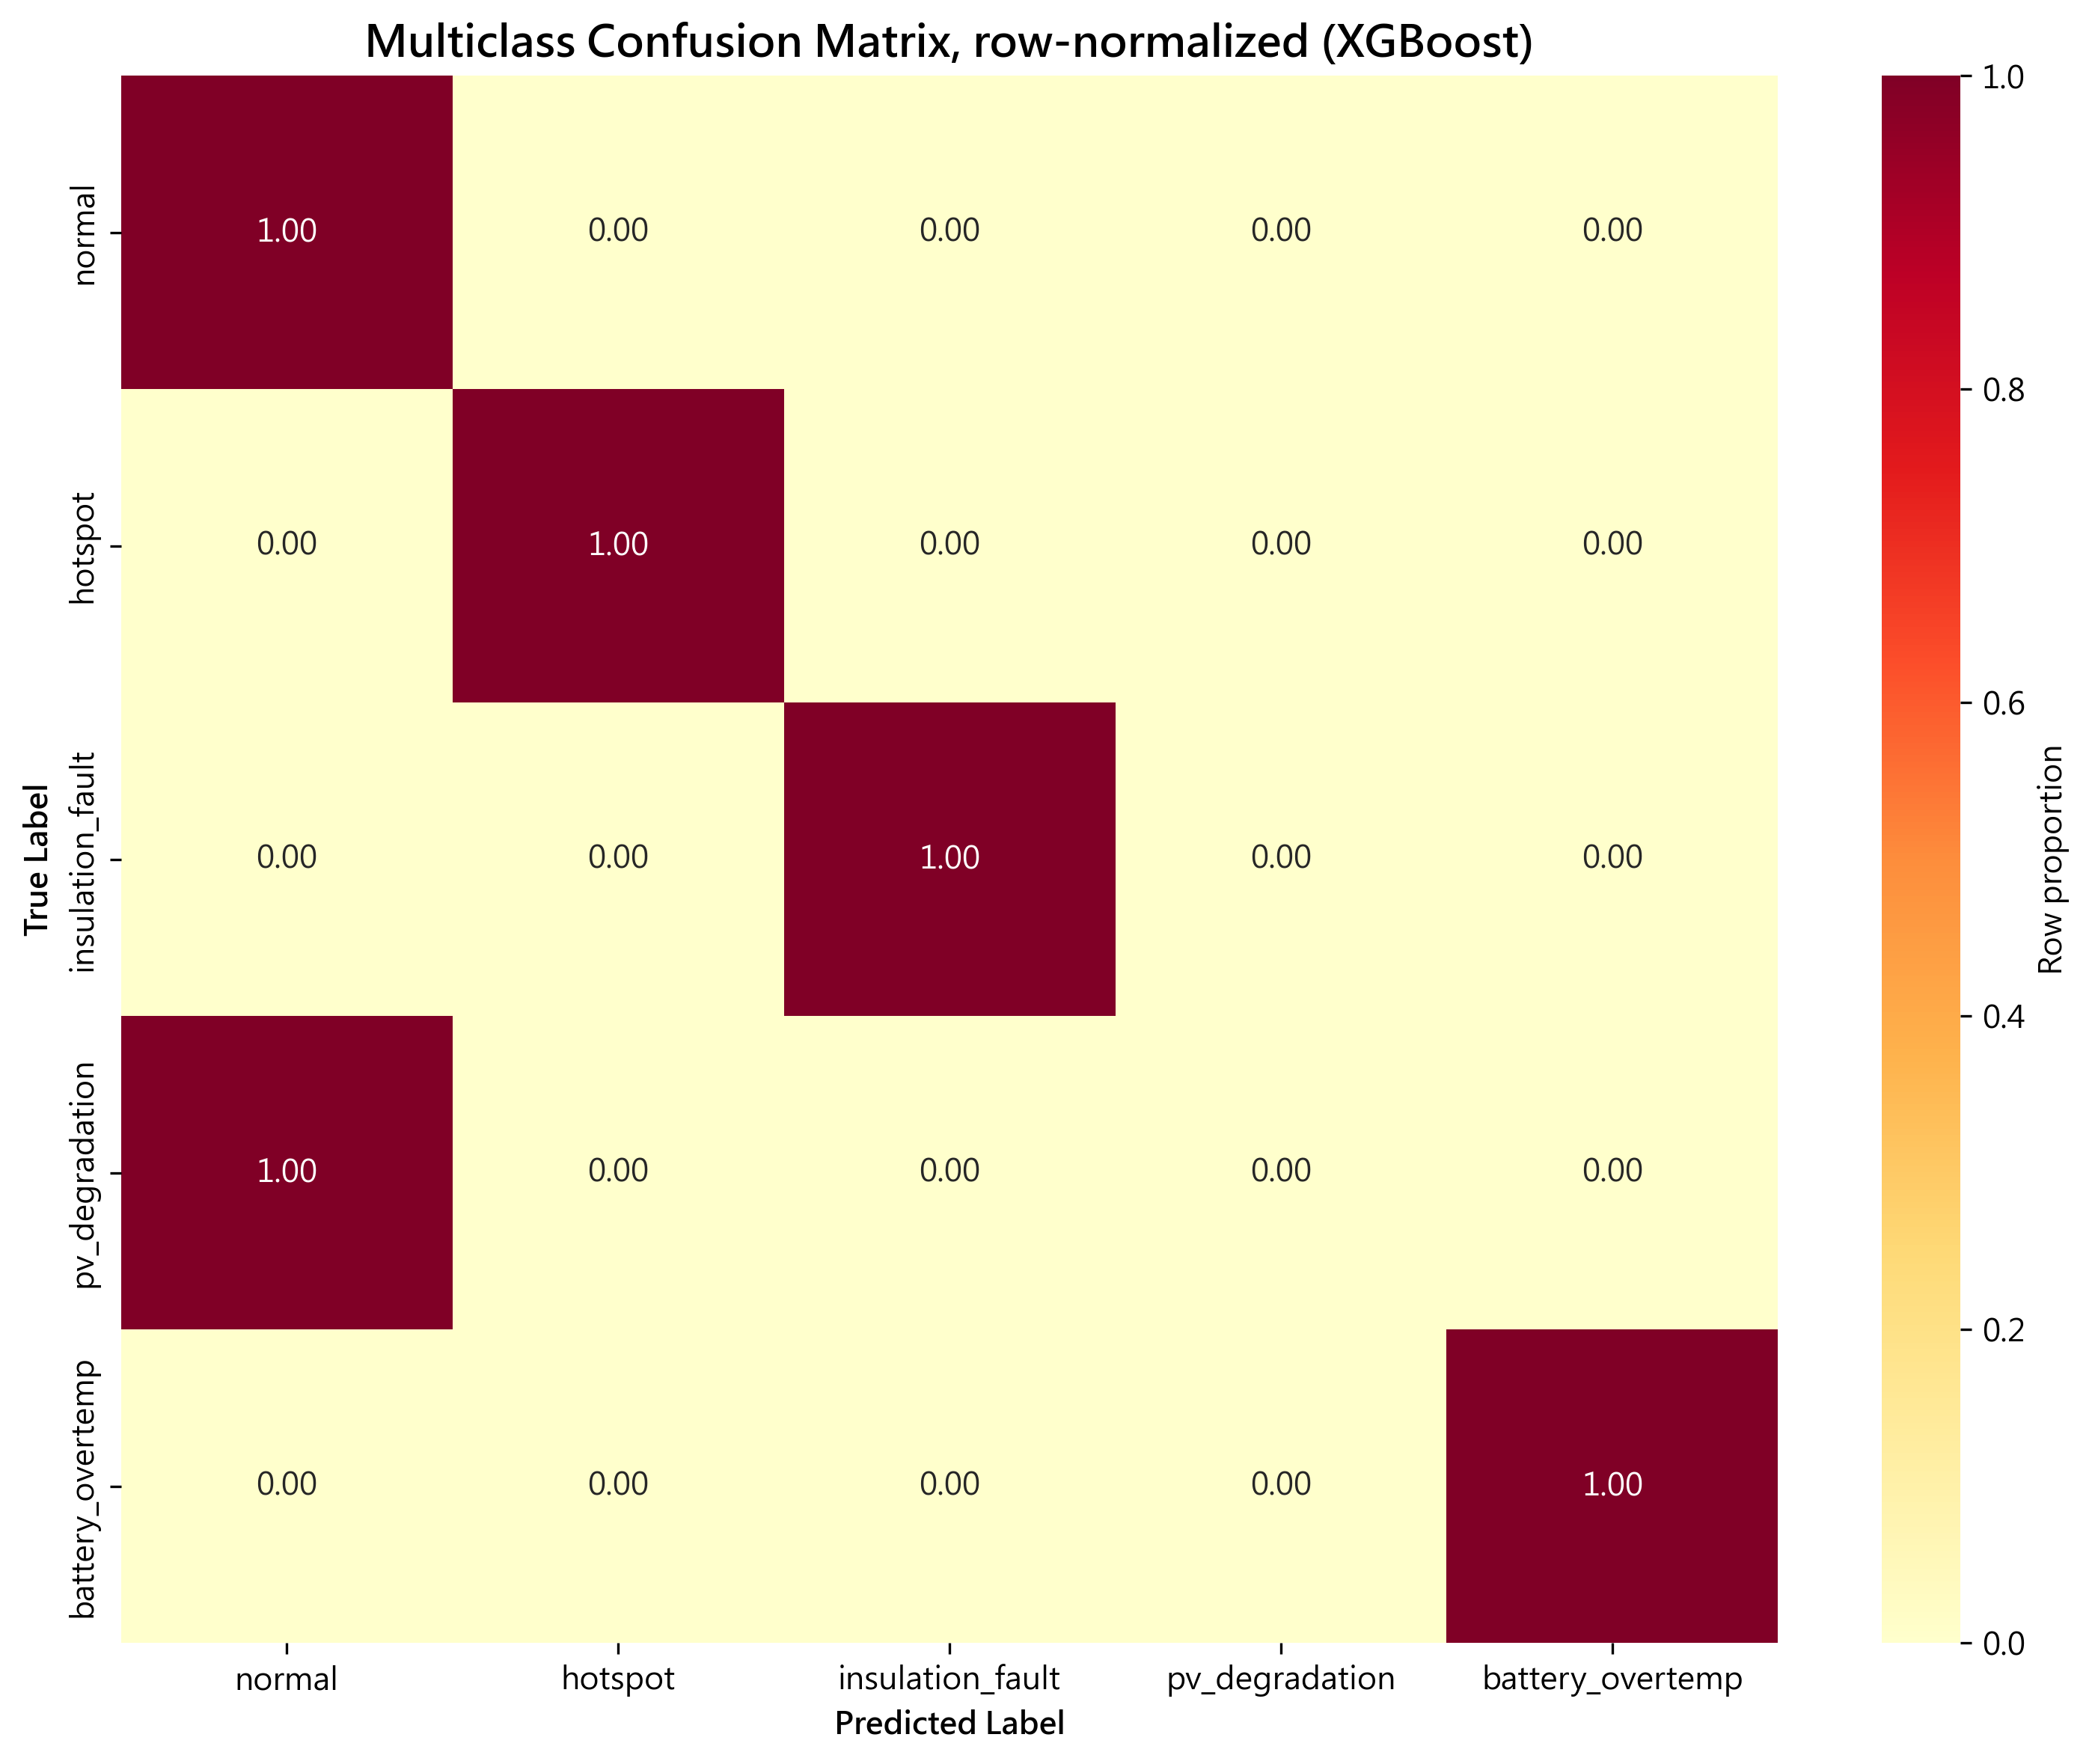 Multiclass Confusion Matrix, row-normalized (XGBoost)
True Label
normal 1.00 0.00 0.00 0.00 0.00
hotspot 0.00 1.00 0.00 0.00 0.00
insulation_fault 0.00 0.00 1.00 0.00 0.00
pv_degradation 1.00 0.00 0.00 0.00 0.00
battery_overtemp 0.00 0.00 0.00 0.00 1.00
normal hotspot insulation_fault pv_degradation battery_overtemp
Predicted Label
1.0
0.8
0.6
0.4
0.2
0.0
Row proportion